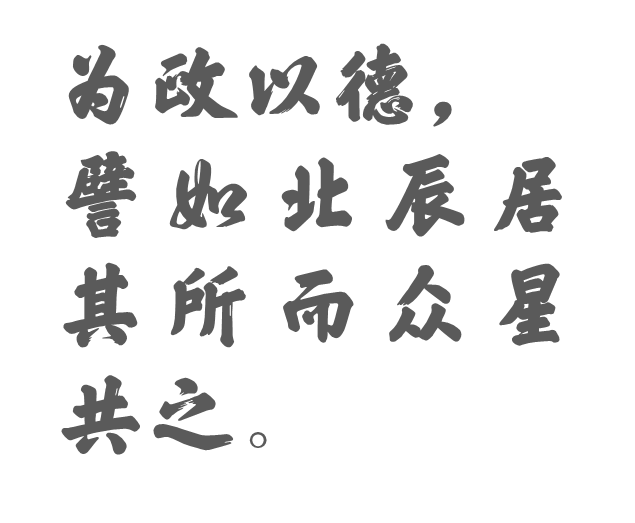 为政以德，
譬如北辰居
其所而众星
共之。